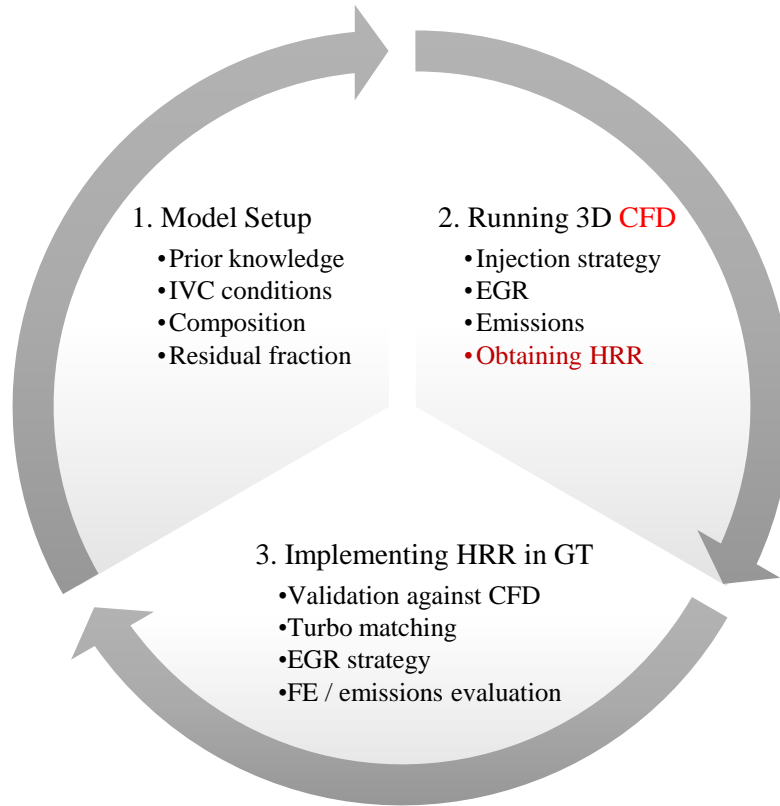 1. Model Setup
•Prior knowledge
•IVC conditions
•Composition
•Residual fraction
2. Running 3D CFD
•Injection strategy
•EGR
•Emissions
•Obtaining HRR
3. Implementing HRR in GT
•Validation against CFD
•Turbo matching
•EGR strategy
•FE / emissions evaluation